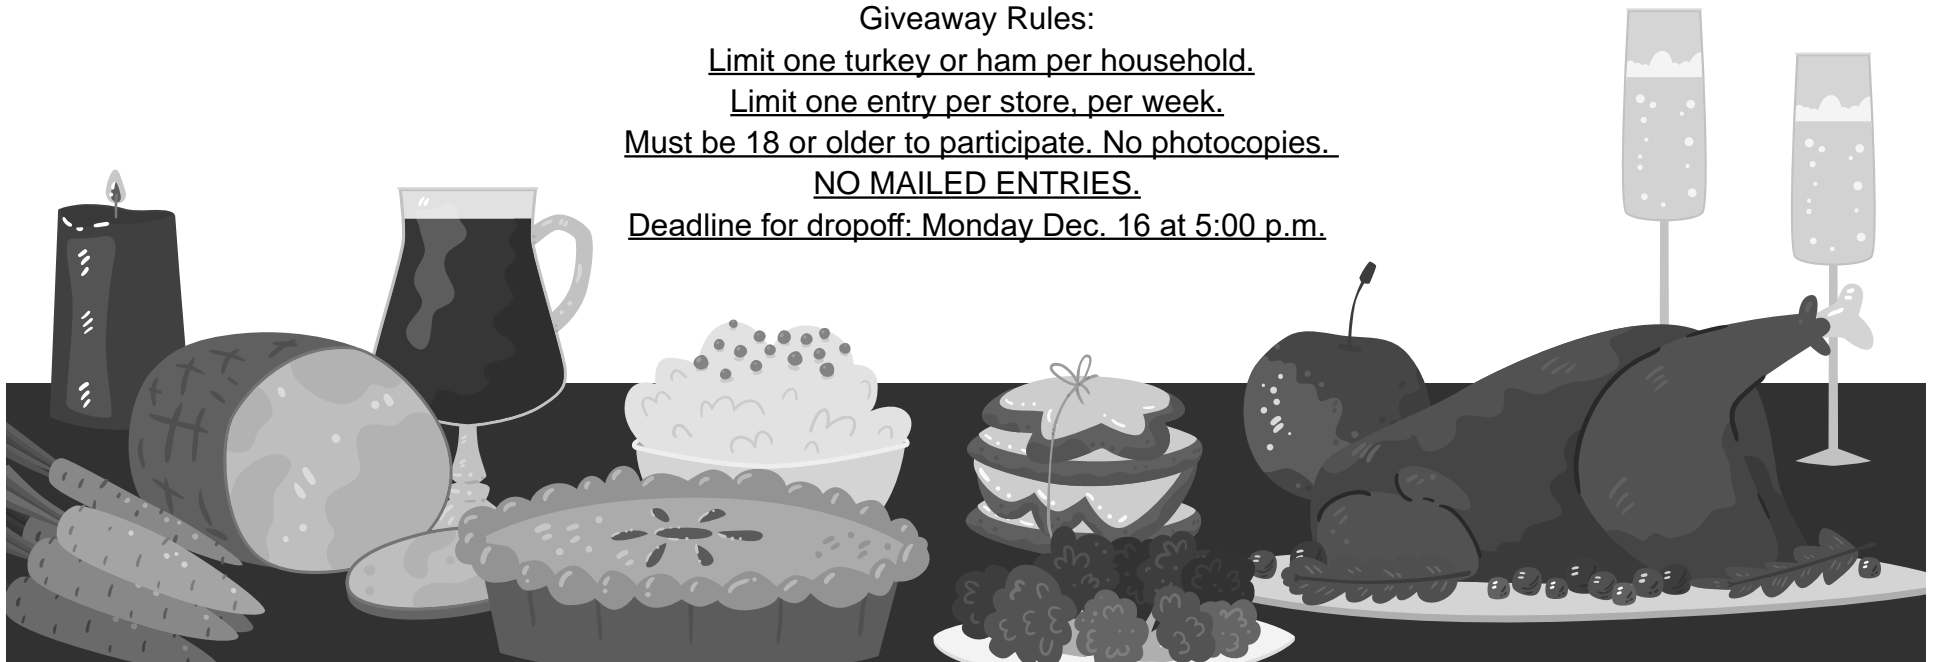 Giveaway Rules:
Limit one turkey or ham per household.
Limit one entry per store, per week.
Must be 18 or older to participate. No photocopies.
NO MAILED ENTRIES.
Deadline for dropoff: Monday Dec. 16 at 5:00 p.m.